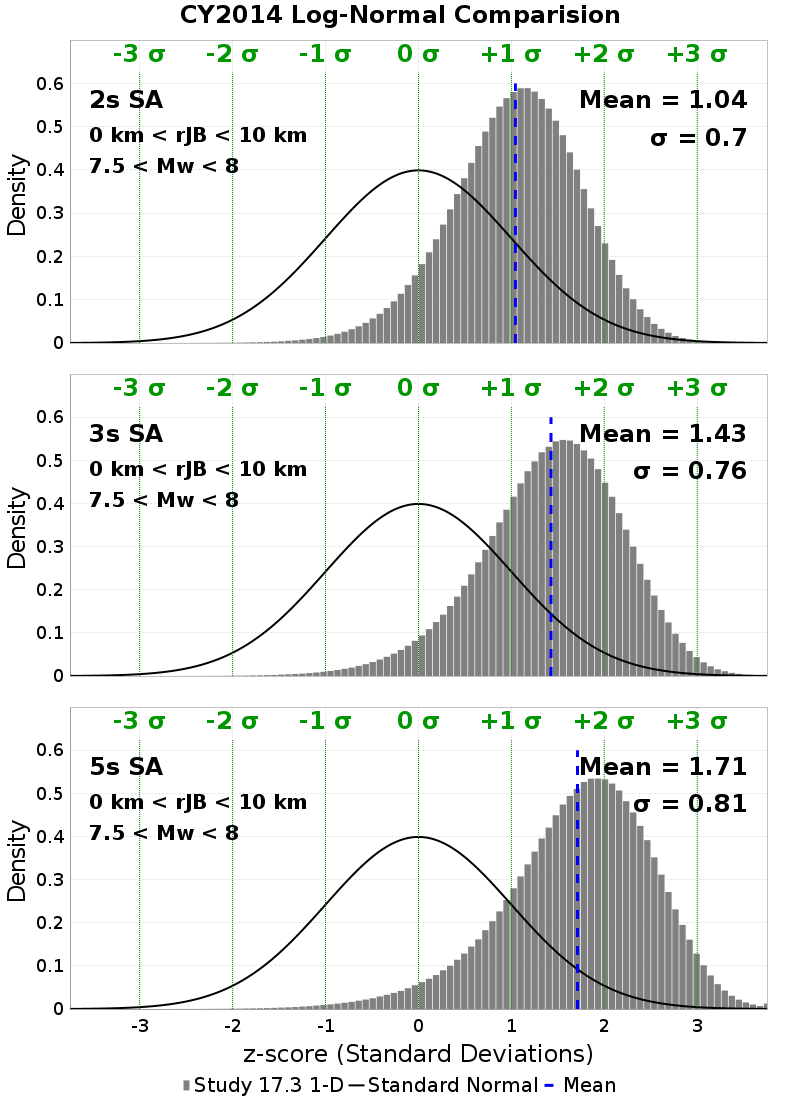 CY2014 Log-Normal Comparision
-3 σ -2 σ -1 σ 0 σ +1 σ +2 σ +3 σ
2s SA
0 km < rJB < 10 km
7.5 < Mw < 8
Mean = 1.04
σ = 0.7
0.6
0.5
0.4
0.3
0.2
0.1
0
Density
-3 σ -2 σ -1 σ 0 σ +1 σ +2 σ +3 σ
3s SA
0 km < rJB < 10 km
7.5 < Mw < 8
Mean = 1.43
σ = 0.76
0.6
0.5
0.4
0.3
0.2
0.1
0
Density
-3 σ -2 σ -1 σ 0 σ +1 σ +2 σ +3 σ
5s SA
0 km < rJB < 10 km
7.5 < Mw < 8
Mean = 1.71
σ = 0.81
0.6
0.5
0.4
0.3
0.2
0.1
0
Density
-3 -2 -1 0 1 2 3
z-score (Standard Deviations)
Study 17.3 1-D Standard Normal Mean